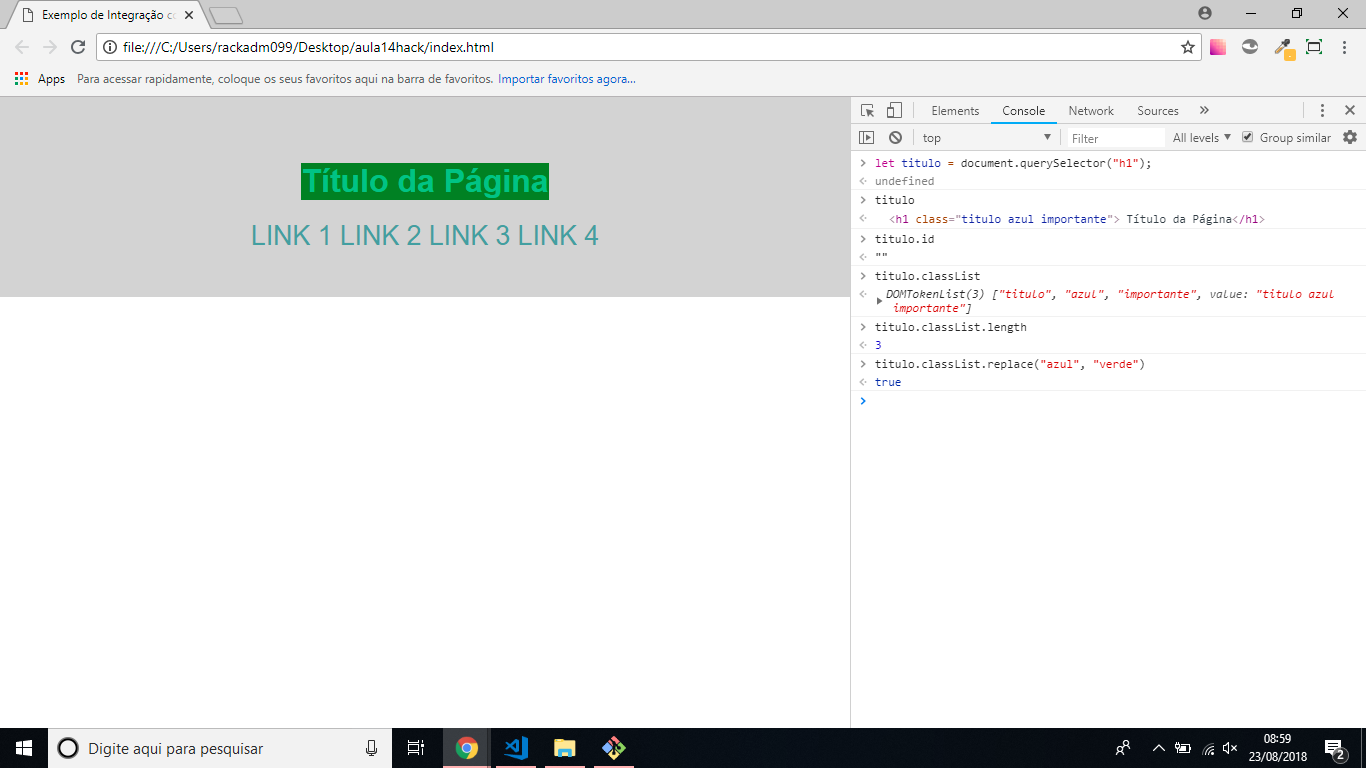 Exemplo de Integração co
file:///C:/Users/rackadm099/Desktop/aula14hack/index.html
Apps Para acessar rapidamente, coloque os seus favoritos aqui na barra de favoritos. Importar favoritos agora...
Título da Página
LINK 1 LINK 2 LINK 3 LINK 4
Elements Console Network Sources »
top Filter All levels Group similar
> let titulo = document.querySelector("h1");
undefined
> titulo
<h1 class="titulo azul importante"> Título da Página</h1>
> titulo.id
""
> titulo.classList
DOMTokenList(3) ["titulo", "azul", "importante", value: "titulo azul
importante"]
> titulo.classList.length
3
> titulo.classList.replace("azul", "verde")
true
>
Digite aqui para pesquisar
08:59
23/08/2018
2